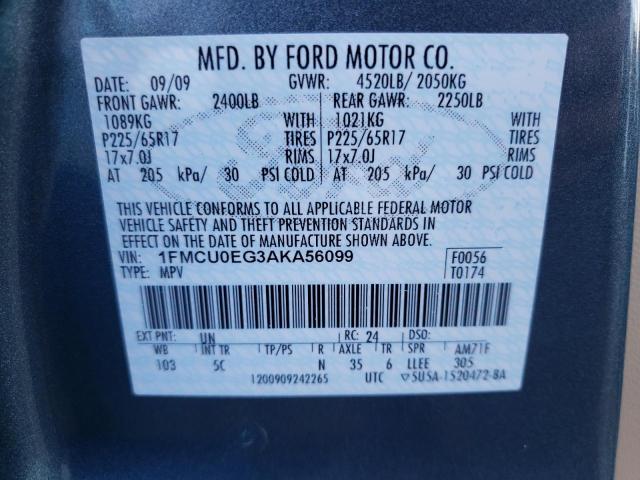 MFD. BY FORD MOTOR CO.
DATE: 09/09 GVWR: 4520LB/ 2050KG
FRONT GAWR: 2400LB REAR GAWR: 2250LB
1089KG WITH 1021KG WITH
P225/65R17 TIRES P225/65R17 TIRES
17x7.0J RIMS 17x7.0J RIMS
AT 205 kPa/ 30 PSI COLD AT 205 kPa/ 30 PSI COLD
THIS VEHICLE CONFORMS TO ALL APPLICABLE FEDERAL MOTOR
VEHICLE SAFETY AND THEFT PREVENTION STANDARDS IN
EFFECT ON THE DATE OF MANUFACTURE SHOWN ABOVE.
VIN: 1FMCU0EG3AKA56099 F0056
TYPE: MPV T0174
EXT PNT: UN RC: 24 DSO:
WB INT TR TP/PS R AXLE TR SPR AM71F
103 5C N 35 6 LLEE 305
1200909242265 UTC ▽5U5A-1520472-BA